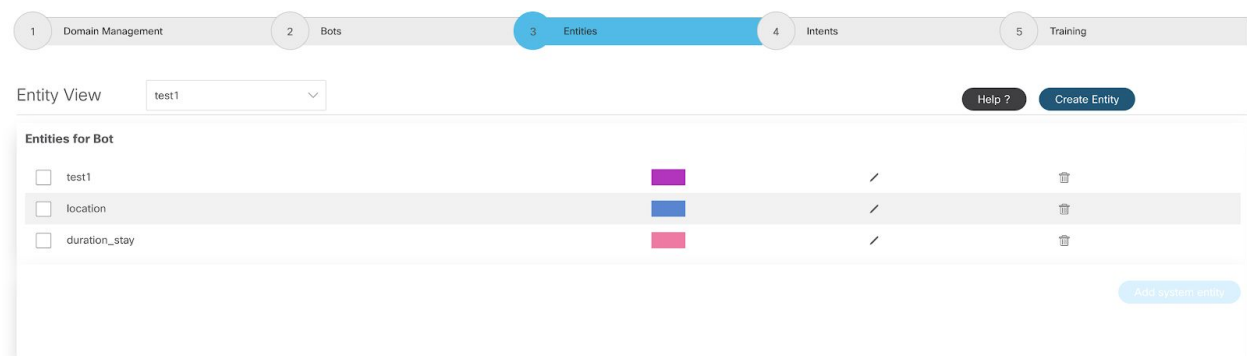 1 Domain Management 2 Bots 3 Entities 4 Intents 5 Training
Entity View test1 Help ? Create Entity
Entities for Bot
test1
location
duration_stay
Add system entity